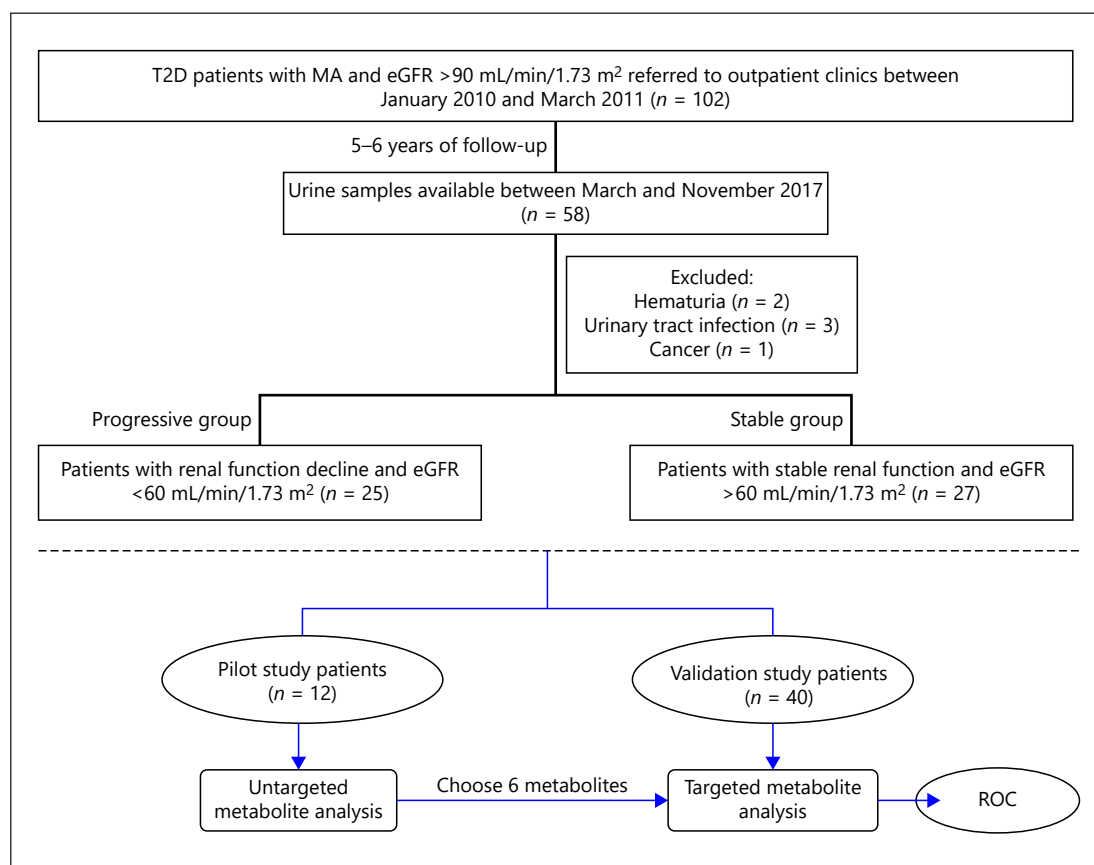 T2D patients with MA and eGFR >90 mL/min/1.73 m² referred to outpatient clinics between
January 2010 and March 2011 (n = 102)
5–6 years of follow-up
Urine samples available between March and November 2017
(n = 58)
Excluded:
Hematuria (n = 2)
Urinary tract infection (n = 3)
Cancer (n = 1)
Progressive group
Stable group
Patients with renal function decline and eGFR
<60 mL/min/1.73 m² (n = 25)
Patients with stable renal function and eGFR
>60 mL/min/1.73 m² (n = 27)
Pilot study patients
(n = 12)
Validation study patients
(n = 40)
Untargeted
metabolite analysis
Choose 6 metabolites
Targeted metabolite
analysis
ROC